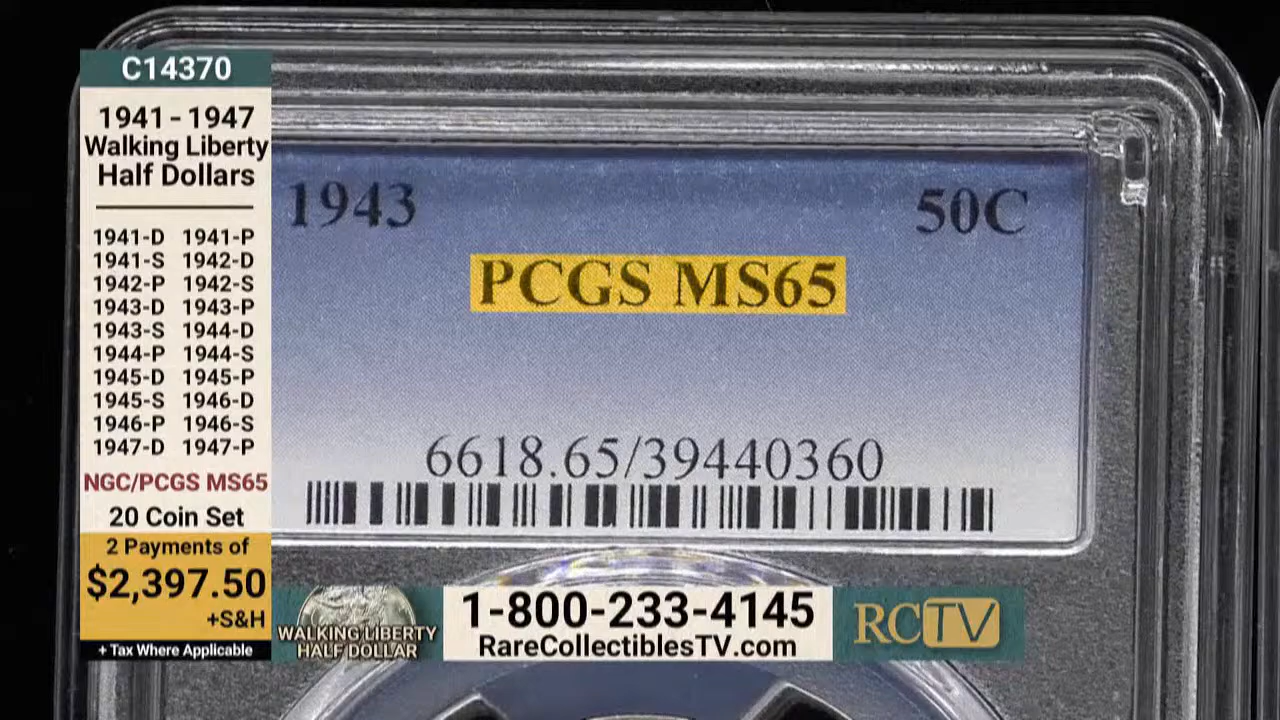 C14370
1941 - 1947
Walking Liberty
Half Dollars
1941-D 1941-P
1941-S 1942-D
1942-P 1942-S
1943-D 1943-P
1943-S 1944-D
1944-P 1944-S
1945-D 1945-P
1945-S 1946-D
1946-P 1946-S
1947-D 1947-P
NGC/PCGS MS65
20 Coin Set
2 Payments of
$2,397.50
+S&H
+ Tax Where Applicable
1943 50C
PCGS MS65
6618.65/39440360
WALKING LIBERTY
HALF DOLLAR
1-800-233-4145
RareCollectiblesTV.com
RCTV